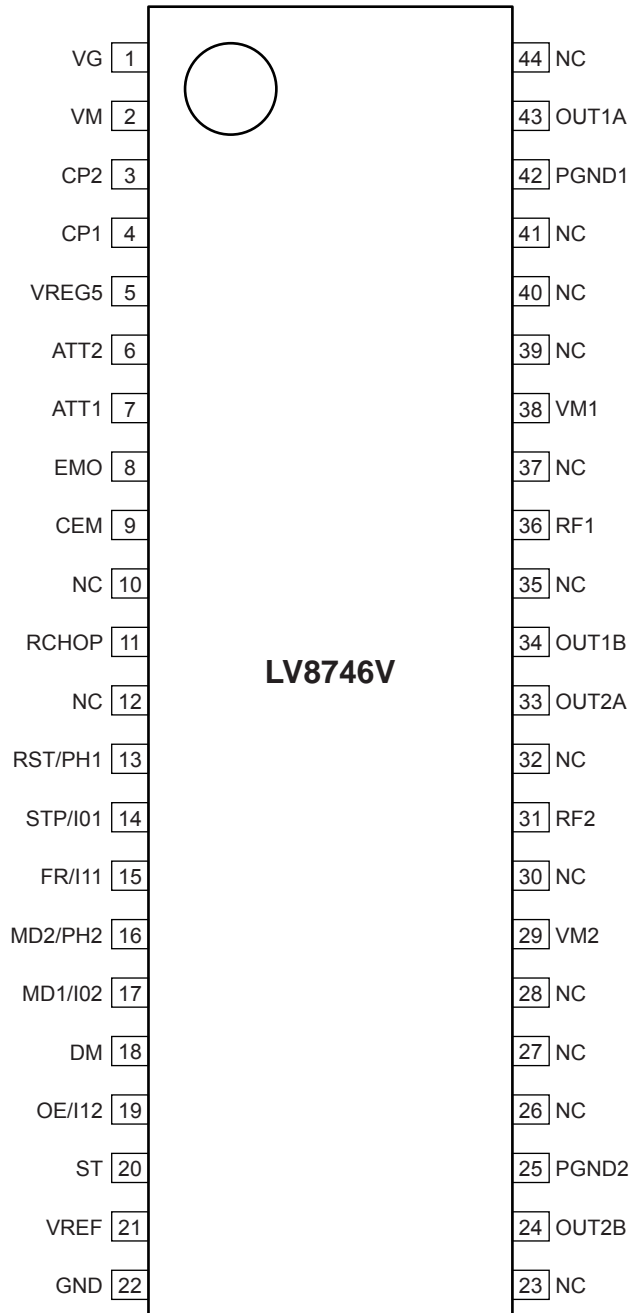 VG 1 44 NC
VM 2 43 OUT1A
CP2 3 42 PGND1
CP1 4 41 NC
VREG5 5 40 NC
ATT2 6 39 NC
ATT1 7 38 VM1
EMO 8 37 NC
CEM 9 36 RF1
NC 10 35 NC
RCHOP 11 34 OUT1B
LV8746V
NC 12 33 OUT2A
RST/PH1 13 32 NC
STP/I01 14 31 RF2
FR/I11 15 30 NC
MD2/PH2 16 29 VM2
MD1/I02 17 28 NC
DM 18 27 NC
OE/I12 19 26 NC
ST 20 25 PGND2
VREF 21 24 OUT2B
GND 22 23 NC